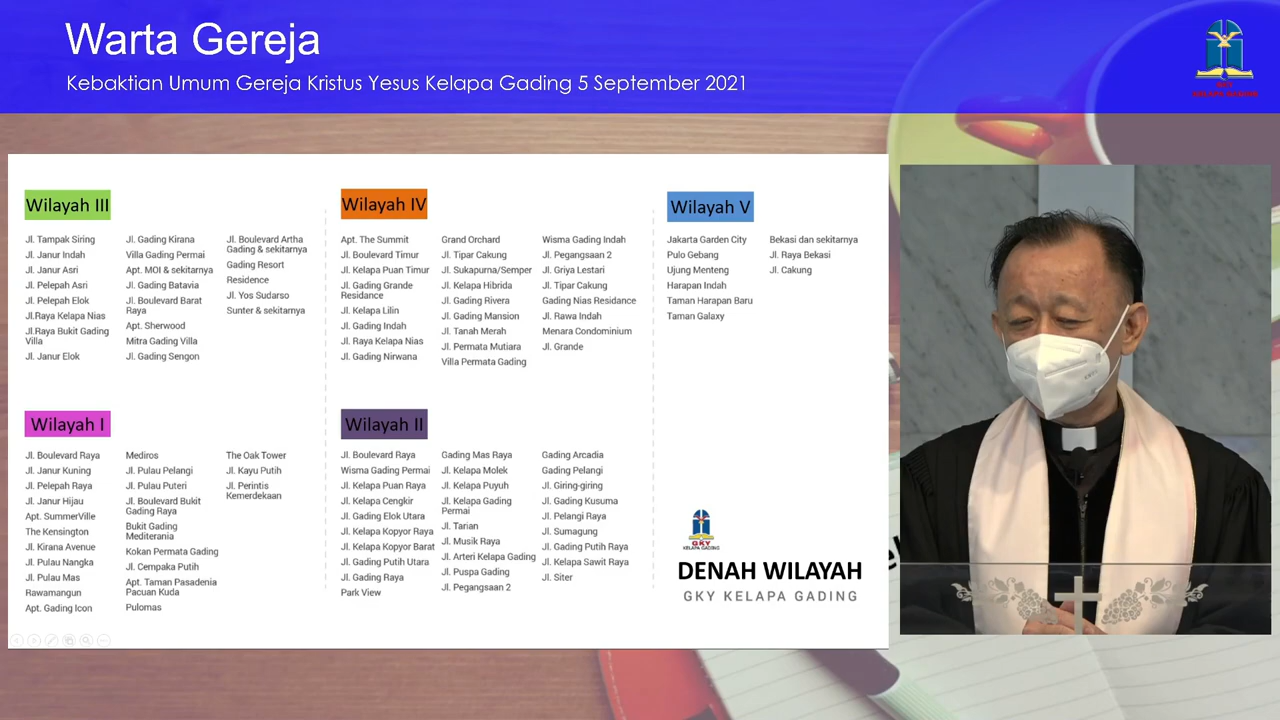 Warta Gereja
Kebaktian Umum Gereja Kristus Yesus Kelapa Gading 5 September 2021
GKY
KELAPA GADING
Wilayah III
Jl. Tampak Siring
Jl. Janur Indah
Jl. Janur Asri
Jl. Pelepah Asri
Jl. Pelepah Elok
Jl.Raya Kelapa Nias
Jl.Raya Bukit Gading
Villa
Jl. Janur Elok
Jl. Gading Kirana
Villa Gading Permai
Apt. MOI & sekitarnya
Jl. Gading Batavia
Jl. Boulevard Barat
Raya
Apt. Sherwood
Mitra Gading Villa
Jl. Gading Sengon
Jl. Boulevard Artha
Gading & sekitarnya
Gading Resort
Residence
Jl. Yos Sudarso
Sunter & sekitarnya
Wilayah IV
Apt. The Summit
Jl. Boulevard Timur
Jl. Kelapa Puan Timur
Jl. Gading Grande
Residance
Jl. Kelapa Lilin
Jl. Gading Indah
Jl. Raya Kelapa Nias
Jl. Gading Nirwana
Grand Orchard
Jl. Tipar Cakung
Jl. Sukapura/Semper
Jl. Kelapa Hibrida
Jl. Gading Rivera
Jl. Gading Mansion
Jl. Tanah Merah
Jl. Permata Mutiara
Villa Permata Gading
Wisma Gading Indah
Jl. Pegangsaan 2
Jl. Griya Lestari
Jl. Tipar Cakung
Gading Nias Residance
Jl. Rawa Indah
Menara Condominium
Jl. Grande
Wilayah V
Jakarta Garden City
Pulo Gebang
Ujung Menteng
Harapan Indah
Taman Harapan Baru
Taman Galaxy
Bekasi dan sekitarnya
Jl. Raya Bekasi
Jl. Cakung
Wilayah I
Jl. Boulevard Raya
Jl. Janur Kuning
Jl. Pelepah Raya
Jl. Janur Hijau
Apt. SummerVille
The Kensington
Jl. Kirana Avenue
Jl. Pulau Nangka
Jl. Pulau Mas
Rawamangun
Apt. Gading Icon
Mediros
Jl. Pulau Pelangi
Jl. Pulau Puteri
Jl. Boulevard Bukit
Gading Raya
Bukit Gading
Mediterania
Kokan Permata Gading
Jl. Cempaka Putih
Apt. Taman Pasadenia
Pacuan Kuda
Pulomas
The Oak Tower
Jl. Kayu Putih
Jl. Perintis
Kemerdekaan
Wilayah II
Jl. Boulevard Raya
Wisma Gading Permai
Jl. Kelapa Puan Raya
Jl. Kelapa Cengkir
Jl. Gading Elok Utara
Jl. Kelapa Kopyor Raya
Jl. Kelapa Kopyor Barat
Jl. Gading Putih Utara
Jl. Gading Raya
Park View
Gading Mas Raya
Jl. Kelapa Molek
Jl. Kelapa Puyuh
Jl. Kelapa Gading
Permai
Jl. Tarian
Jl. Musik Raya
Jl. Arteri Kelapa Gading
Jl. Puspa Gading
Jl. Pegangsaan 2
Gading Arcadia
Gading Pelangi
Jl. Giring-giring
Jl. Gading Kusuma
Jl. Pelangi Raya
Jl. Sumagung
Jl. Gading Putih Raya
Jl. Kelapa Sawit Raya
Jl. Siter
GKY
KELAPA GADING
DENAH WILAYAH
GKY KELAPA GADING